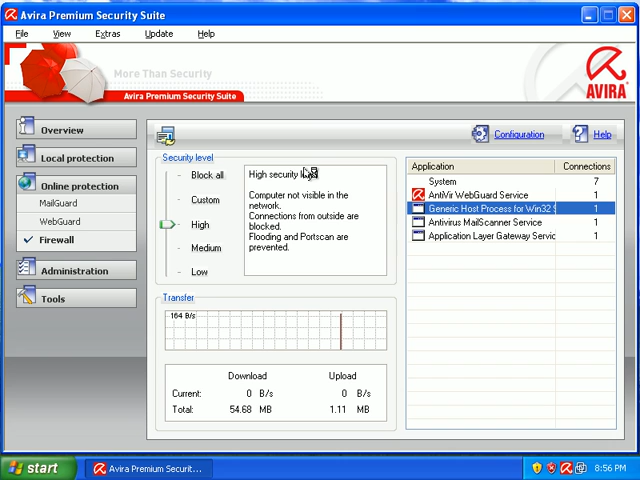 Avira Premium Security Suite
File View Extras Update Help
More Than Security
Avira Premium Security Suite
AVIRA
Overview
Local protection
Online protection
MailGuard
WebGuard
Firewall
Administration
Tools
Configuration Help
Security level
Block all
Custom
High
Medium
Low
High security
Computer not visible in the
network.
Connections from outside are
blocked.
Flooding and Portscan are
prevented.
Transfer
164 B/s
Download Upload
Current: 0 B/s 0 B/s
Total: 54.68 MB 1.11 MB
Application Connections
System 7
AntiVir WebGuard Service 1
Generic Host Process for Win32 S 1
Antivirus MailScanner Service 1
Application Layer Gateway Servic 1
start
Avira Premium Securit...
8:56 PM